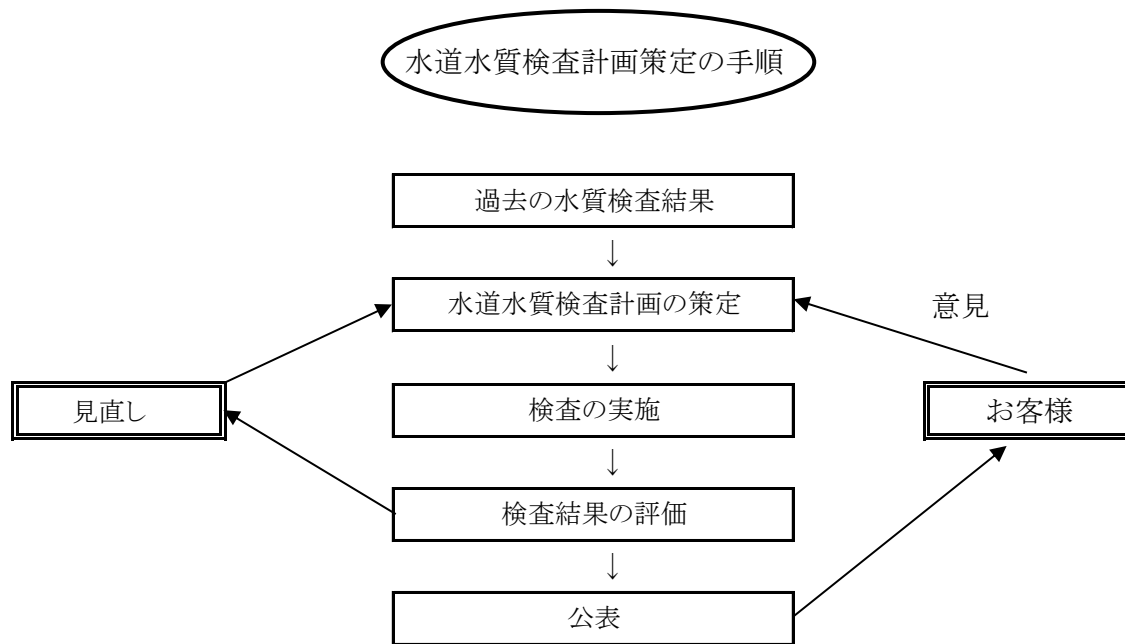 水道水質検査計画策定の手順
過去の水質検査結果
↓
水道水質検査計画の策定
意見
↓
見直し
検査の実施
お客様
↓
検査結果の評価
↓
公表